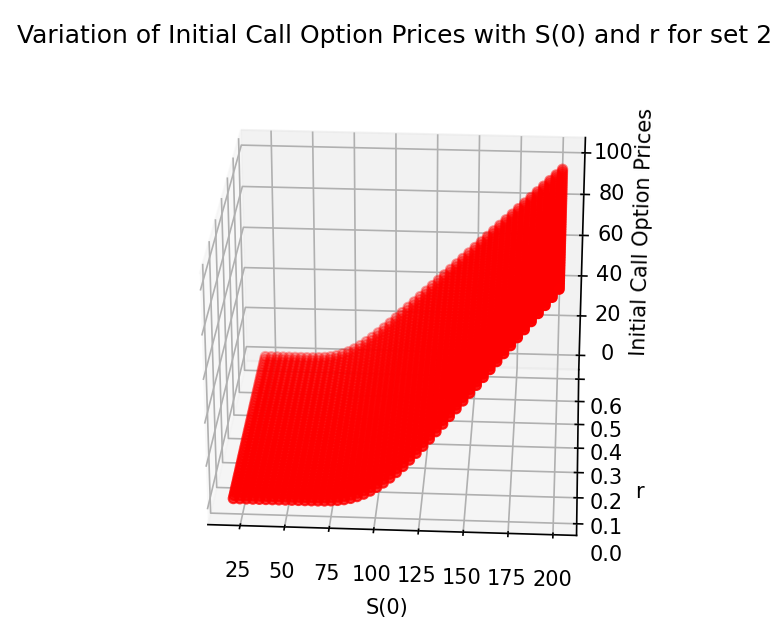 Variation of Initial Call Option Prices with S(0) and r for set 2
100
80
60
40
20
0
Initial Call Option Prices
0.6
0.5
0.4
0.3
0.2
0.1
0.0
r
25 50 75 100 125 150 175 200
S(0)